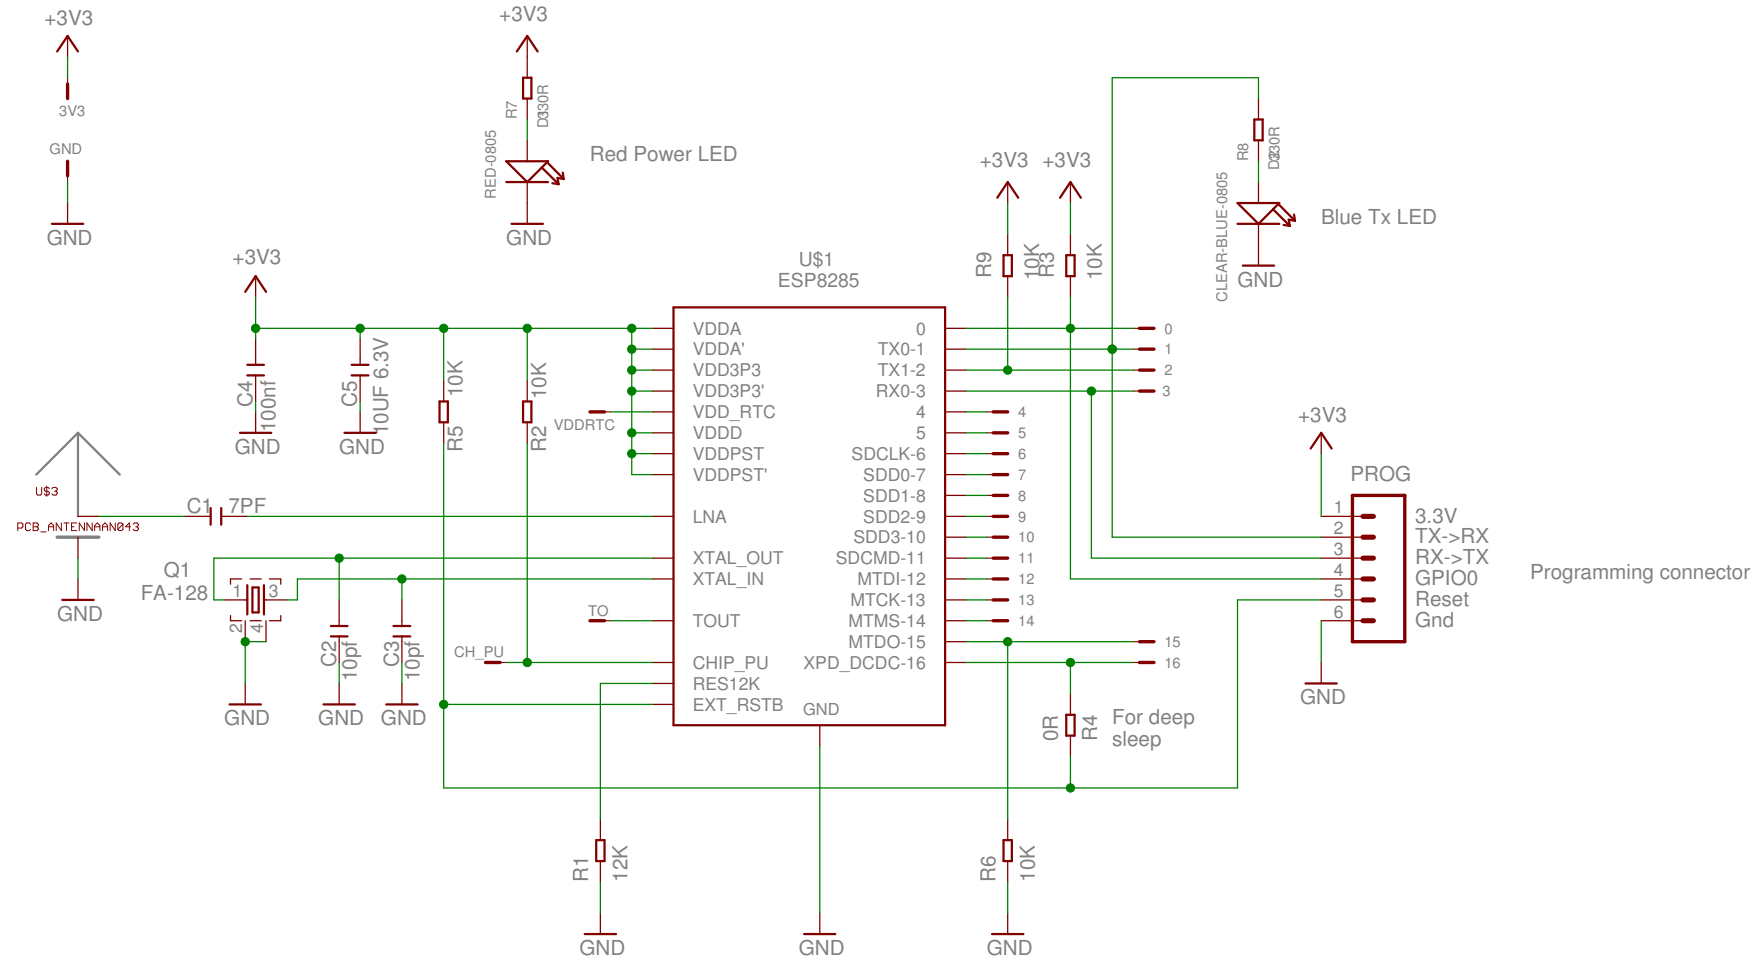 +3V3
3V3
GND
GND
+3V3
R7
330R
RED-0805
Red Power LED
GND
R8
330R
CLEAR-BLUE-0805
Blue Tx LED
GND
+3V3
+3V3
R9
10K
R3
10K
+3V3
C4
100nf
GND
C5
10UF 6.3V
GND
10K
R5
10K
R2
U$1
ESP8285
VDDA
VDDA'
VDD3P3
VDD3P3'
VDD_RTC
VDDD
VDDPST
VDDPST'
LNA
XTAL_OUT
XTAL_IN
TOUT
CHIP_PU
RES12K
EXT_RSTB
GND
0
TX0-1
TX1-2
RX0-3
4
5
SDCLK-6
SDD0-7
SDD1-8
SDD2-9
SDD3-10
SDCMD-11
MTDI-12
MTCK-13
MTMS-14
MTDO-15
XPD_DCDC-16
0
1
2
3
4
5
6
7
8
9
10
11
12
13
14
15
16
VDDRTC
TO
CH_PU
U$3
PCB_ANTENNAAN043
GND
C1
7PF
Q1
FA-128
1
3
2
4
GND
C2
10pf
GND
C3
10pf
GND
R1
12K
GND
GND
R6
10K
GND
0R
R4
For deep
sleep
+3V3
PROG
1
2
3
4
5
6
3.3V
TX->RX
RX->TX
GPIO0
Reset
Gnd
GND
Programming connector